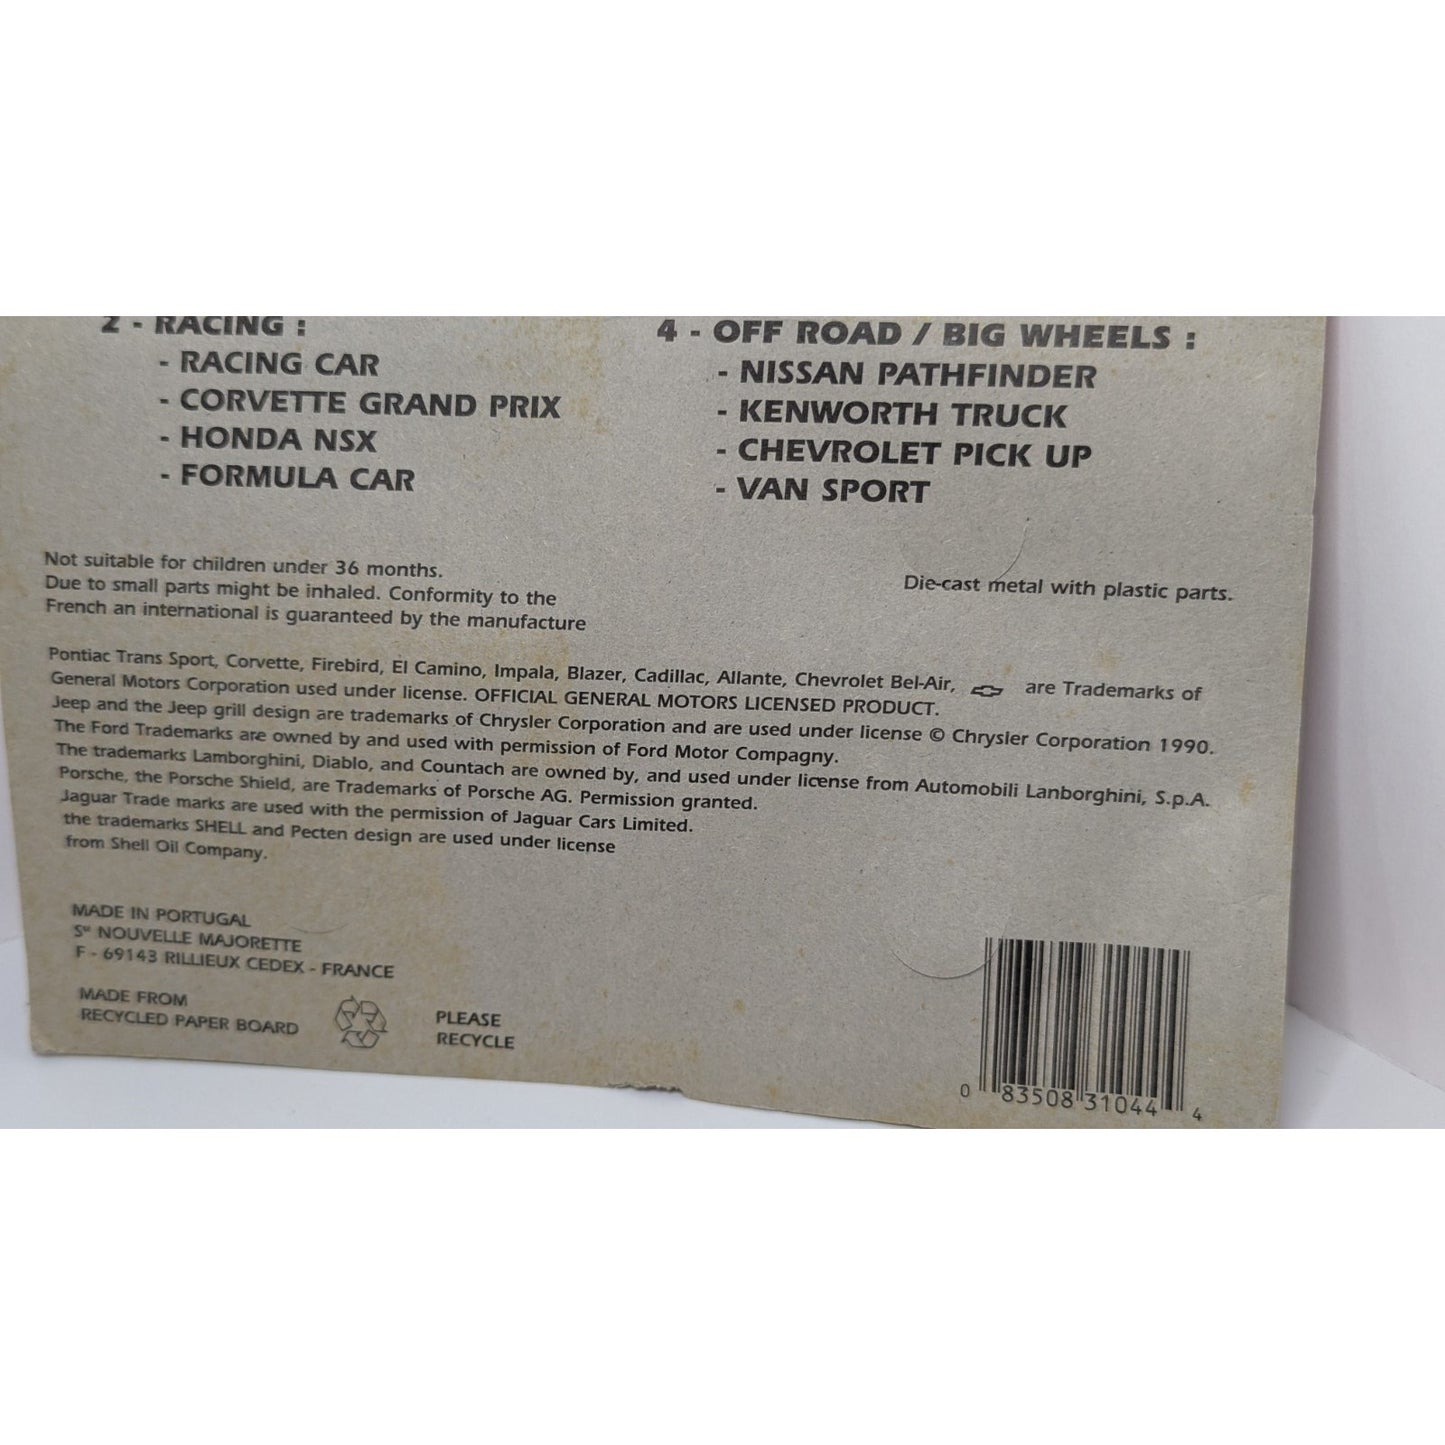 2 - RACING :
- RACING CAR
- CORVETTE GRAND PRIX
- HONDA NSX
- FORMULA CAR
4 - OFF ROAD / BIG WHEELS :
- NISSAN PATHFINDER
- KENWORTH TRUCK
- CHEVROLET PICK UP
- VAN SPORT
Not suitable for children under 36 months.
Due to small parts might be inhaled. Conformity to the
French an international is guaranteed by the manufacture
Die-cast metal with plastic parts.
Pontiac Trans Sport, Corvette, Firebird, El Camino, Impala, Blazer, Cadillac, Allante, Chevrolet Bel-Air, are Trademarks of
General Motors Corporation used under license. OFFICIAL GENERAL MOTORS LICENSED PRODUCT.
Jeep and the Jeep grill design are trademarks of Chrysler Corporation and are used under license © Chrysler Corporation 1990.
The Ford Trademarks are owned by and used with permission of Ford Motor Compagny.
The trademarks Lamborghini, Diablo, and Countach are owned by, and used under license from Automobili Lanborghini, S.p.A.
Porsche, the Porsche Shield, are Trademarks of Porsche AG. Permission granted.
Jaguar Trade marks are used with the permission of Jaguar Cars Limited.
the trademarks SHELL and Pecten design are used under license
from Shell Oil Company.
MADE IN PORTUGAL
Sté NOUVELLE MAJORETTE
F - 69143 RILLIEUX CEDEX - FRANCE
MADE FROM
RECYCLED PAPER BOARD
PLEASE
RECYCLE
0 83508 31044 4